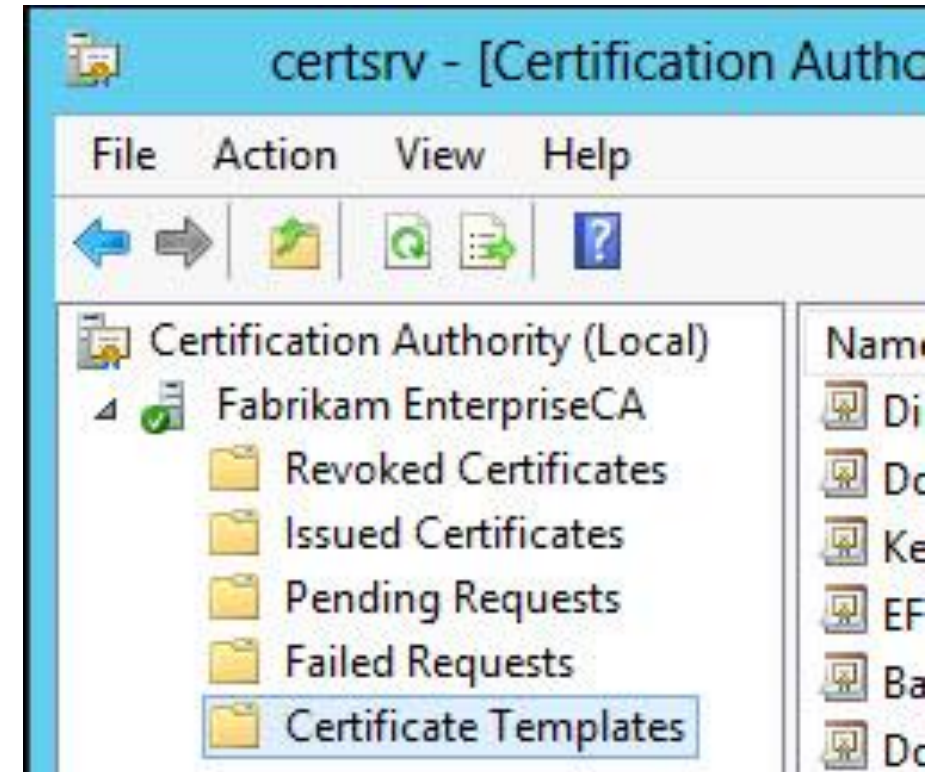 certsrv - [Certification Autho
File Action View Help
Certification Authority (Local)
Fabrikam EnterpriseCA
Revoked Certificates
Issued Certificates
Pending Requests
Failed Requests
Certificate Templates
Name
Di
Do
Ke
EF
Ba
Do